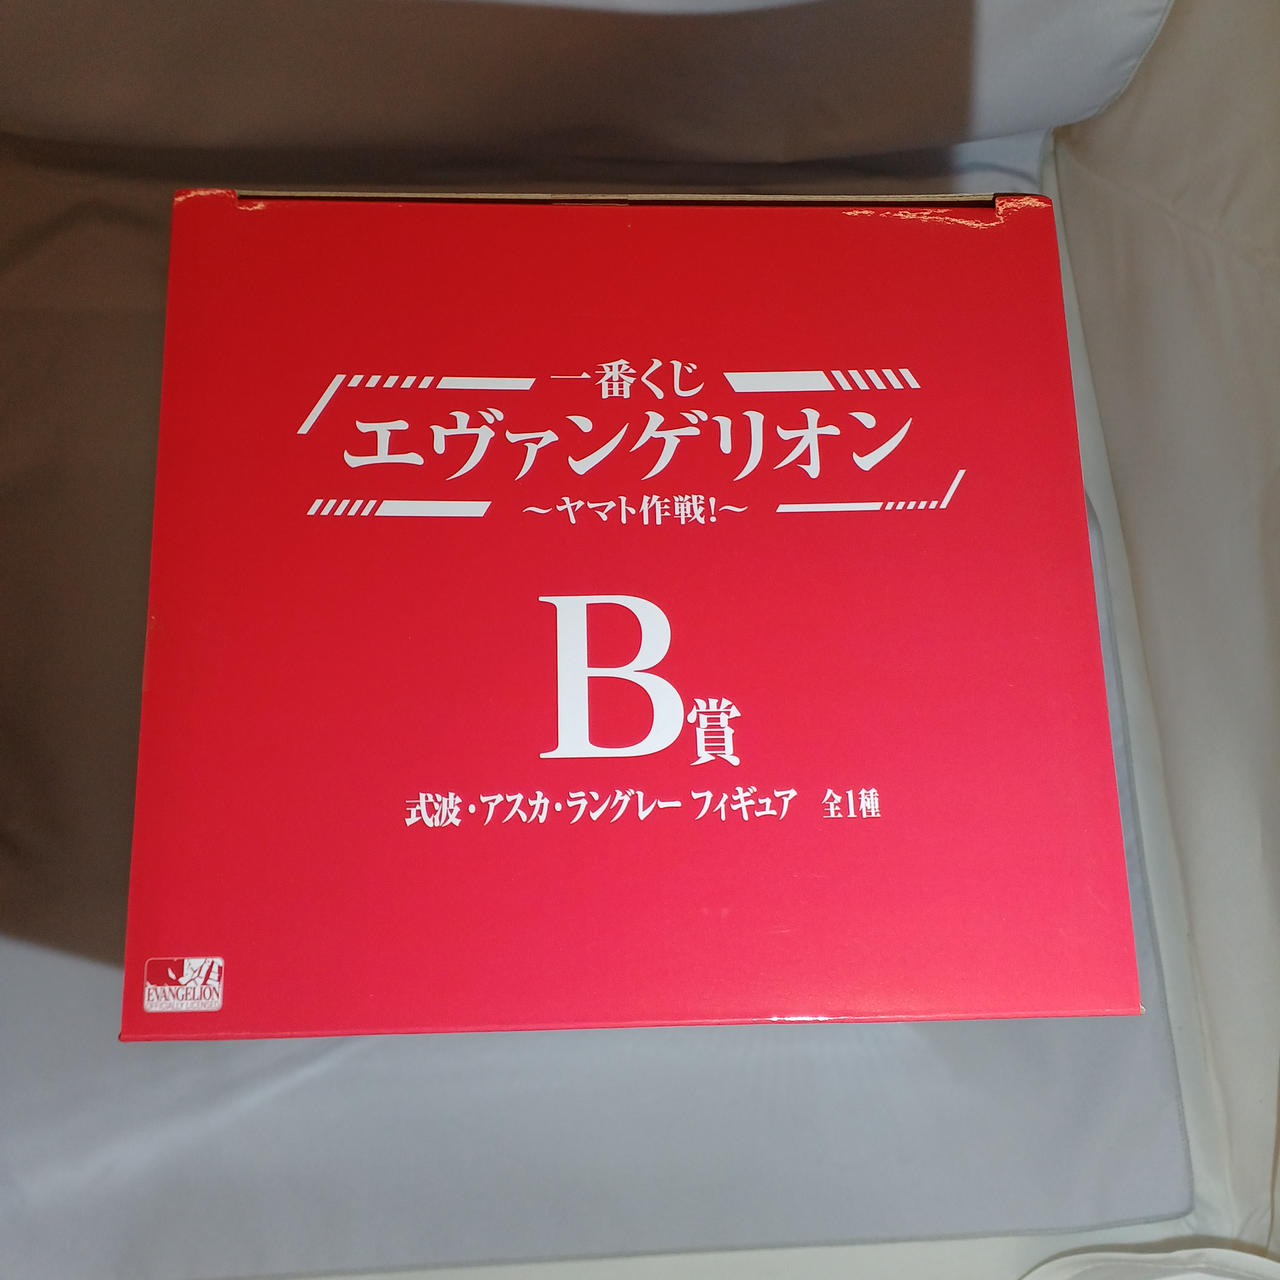 一番くじ
エヴァンゲリオン
～ヤマト作戦!～
B賞
式波・アスカ・ラングレー フィギュア 全1種
EVANGELION
OFFICIALLY LICENSED